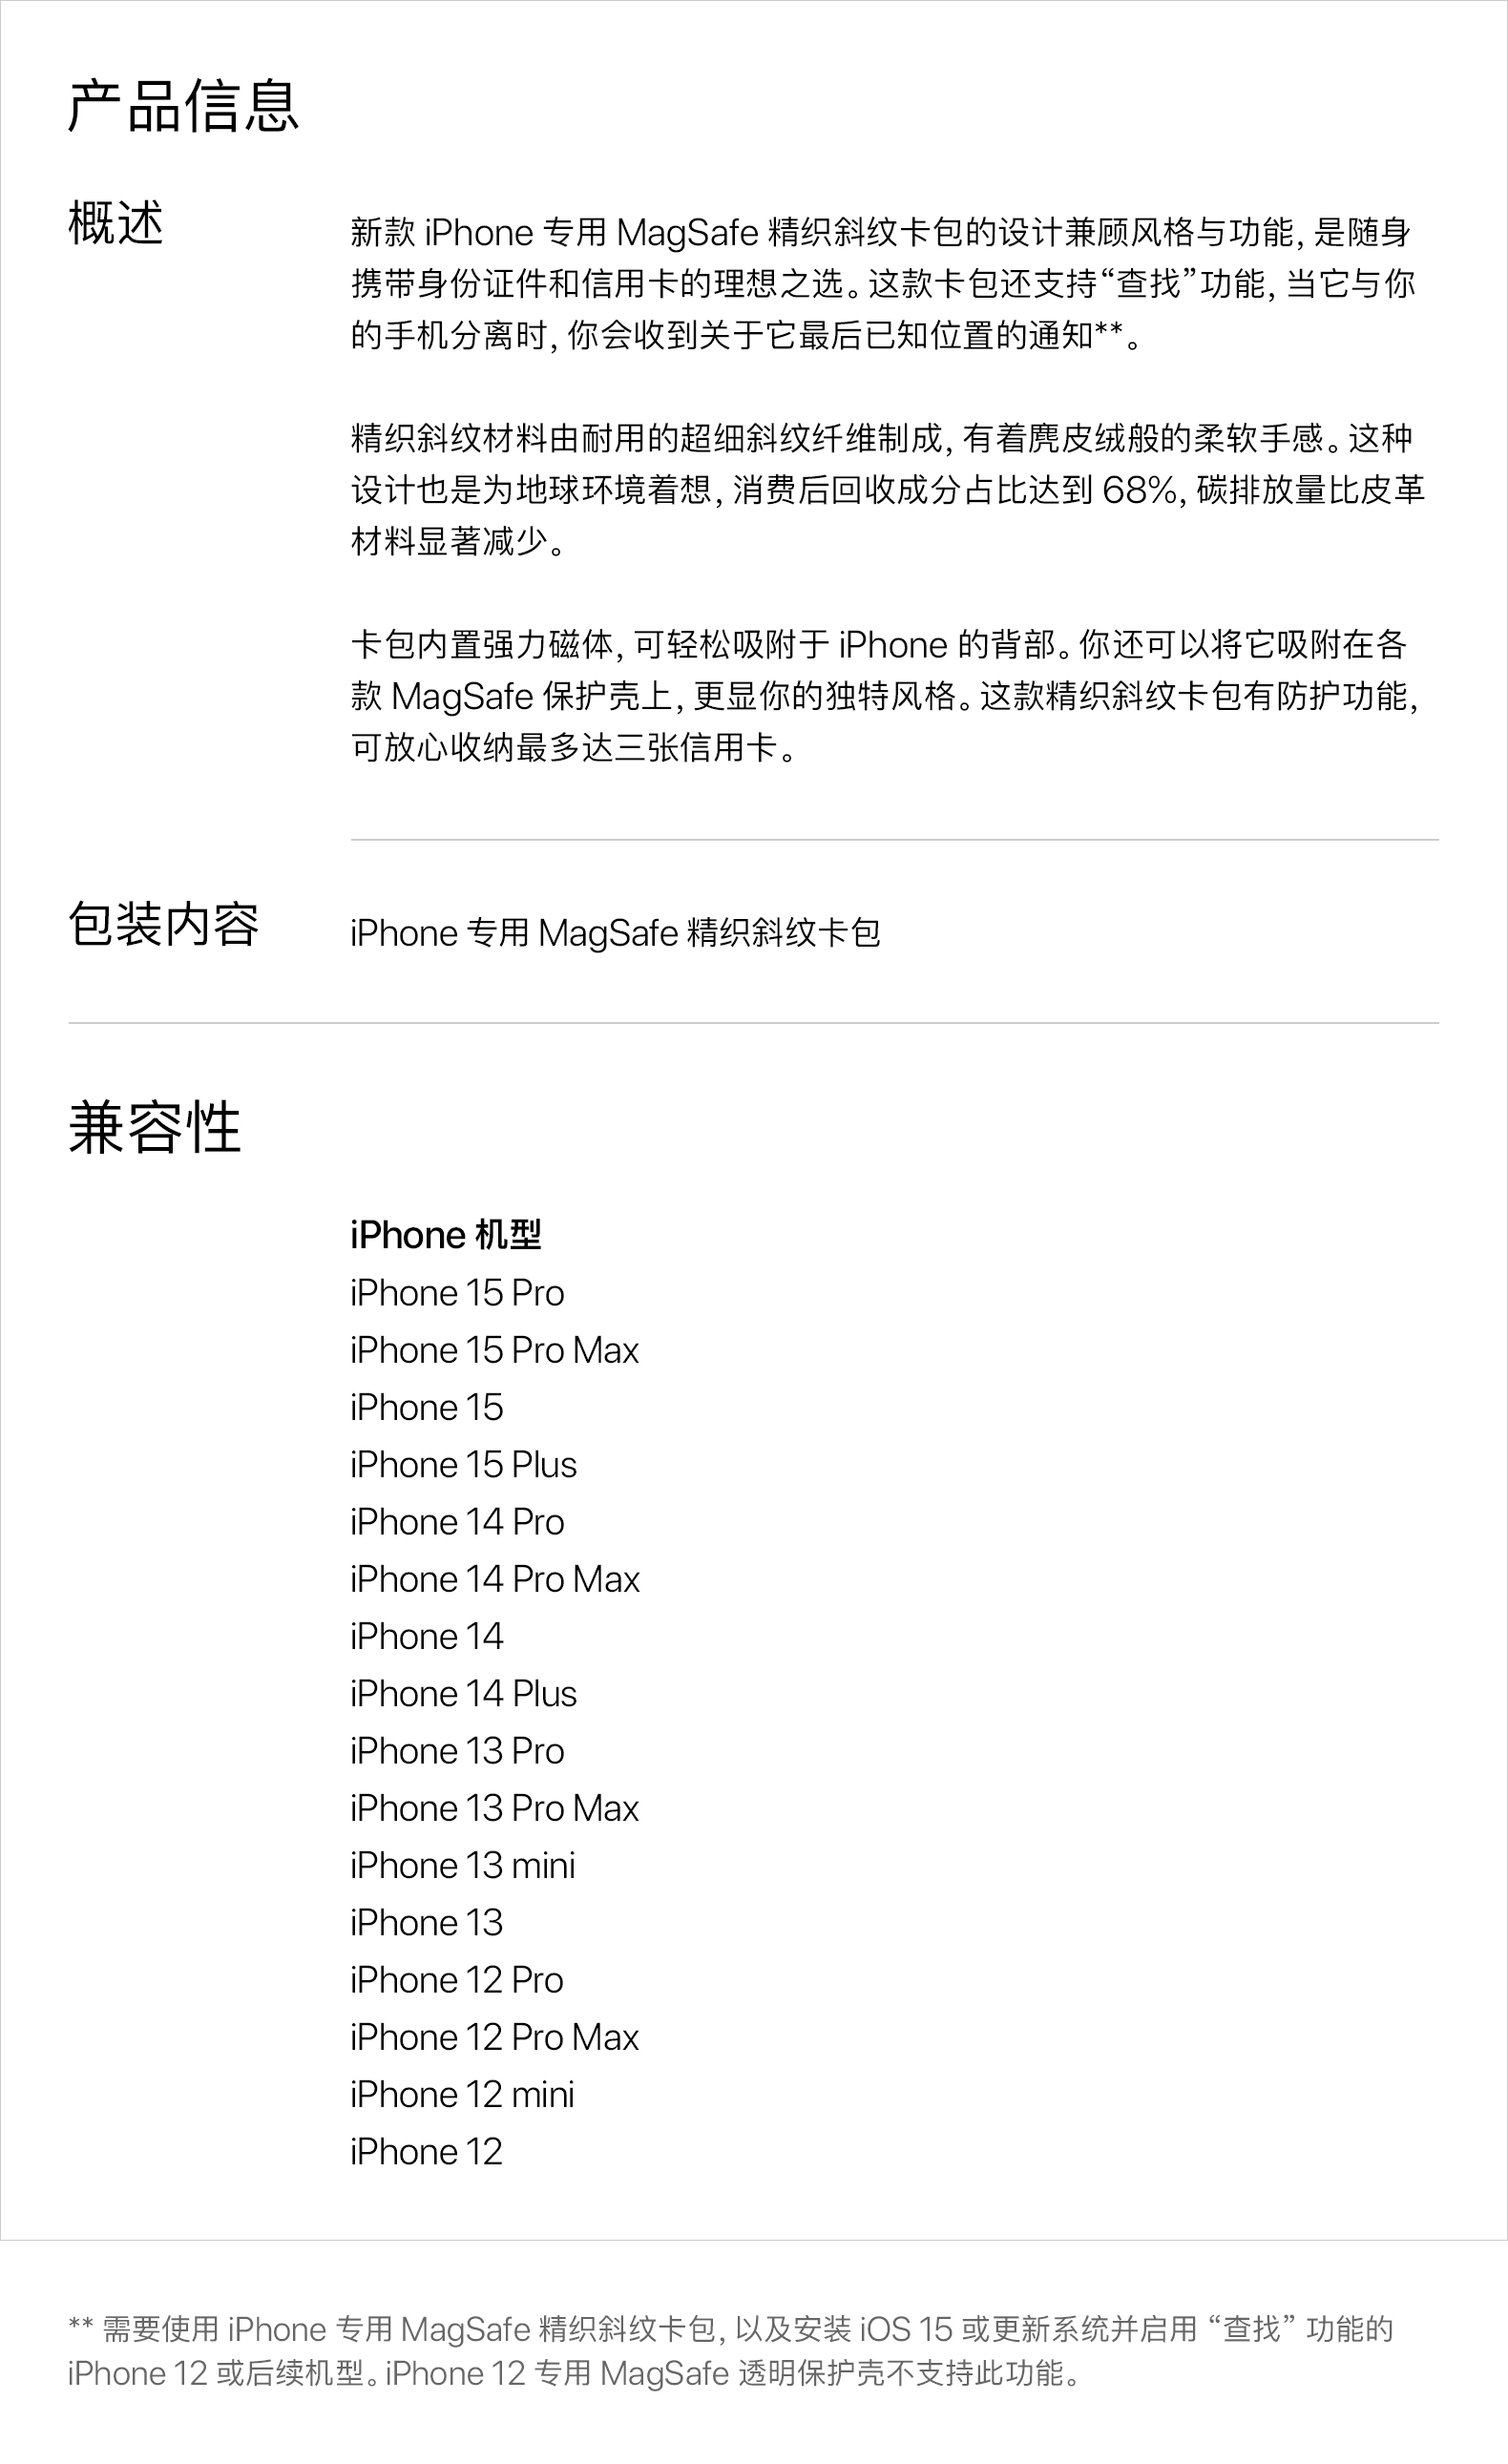 产品信息
概述
新款 iPhone 专用 MagSafe 精织斜纹卡包的设计兼顾风格与功能，是随身
携带身份证件和信用卡的理想之选。这款卡包还支持“查找”功能，当它与你
的手机分离时，你会收到关于它最后已知位置的通知**。
精织斜纹材料由耐用的超细斜纹纤维制成，有着麂皮绒般的柔软手感。这种
设计也是为地球环境着想，消费后回收成分占比达到 68%，碳排放量比皮革
材料显著减少。
卡包内置强力磁体，可轻松吸附于 iPhone 的背部。你还可以将它吸附在各
款 MagSafe 保护壳上，更显你的独特风格。这款精织斜纹卡包有防护功能，
可放心收纳最多达三张信用卡。
包装内容
iPhone 专用 MagSafe 精织斜纹卡包
兼容性
iPhone 机型
iPhone 15 Pro
iPhone 15 Pro Max
iPhone 15
iPhone 15 Plus
iPhone 14 Pro
iPhone 14 Pro Max
iPhone 14
iPhone 14 Plus
iPhone 13 Pro
iPhone 13 Pro Max
iPhone 13 mini
iPhone 13
iPhone 12 Pro
iPhone 12 Pro Max
iPhone 12 mini
iPhone 12
** 需要使用 iPhone 专用 MagSafe 精织斜纹卡包，以及安装 iOS 15 或更新系统并启用 “查找” 功能的
iPhone 12 或后续机型。iPhone 12 专用 MagSafe 透明保护壳不支持此功能。